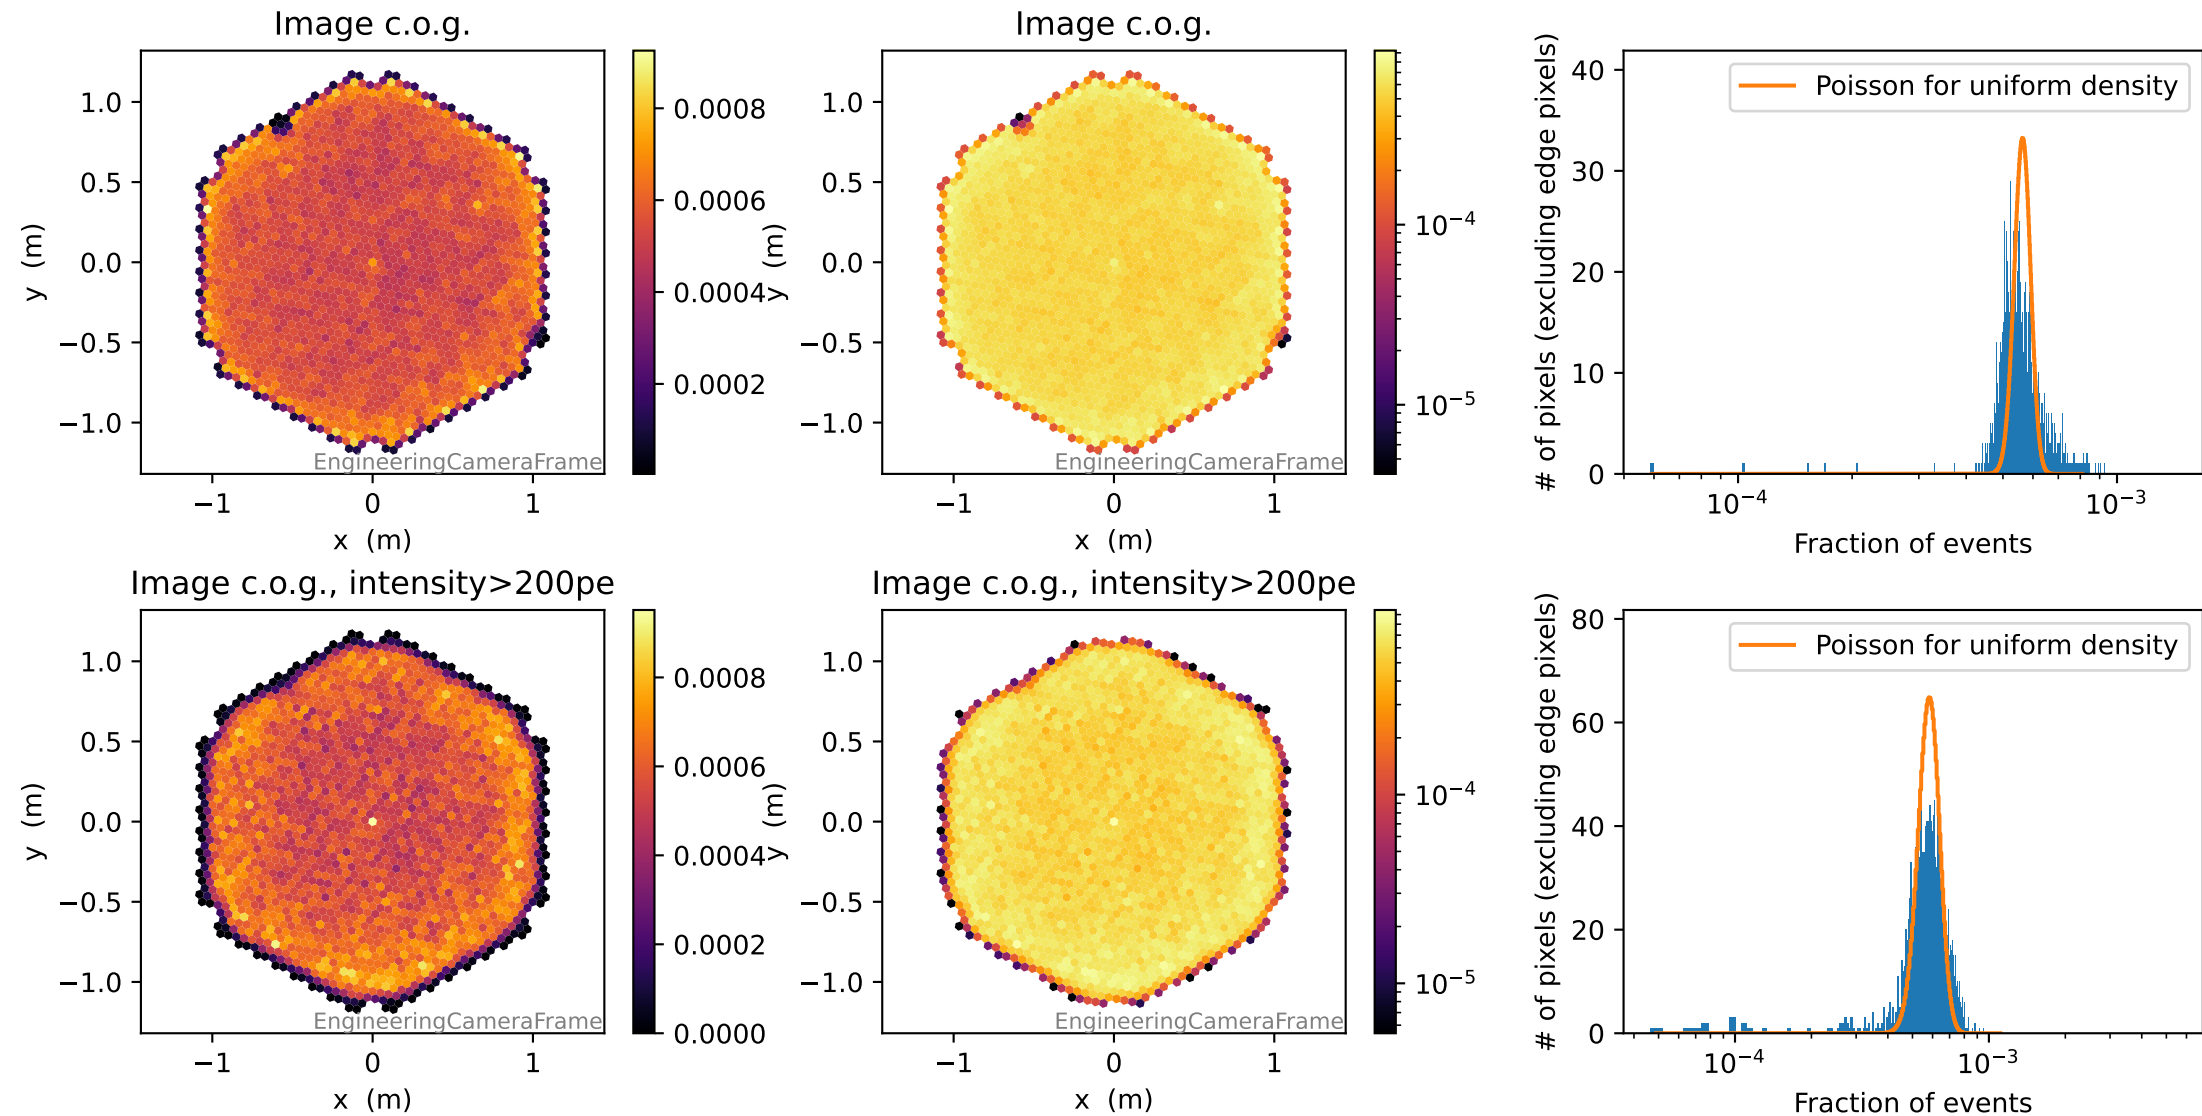 Image c.o.g.
1.0
0.5
0.0
−0.5
−1.0
y (m)
−1
0
1
x (m)
EngineeringCameraFrame
0.0008
0.0006
0.0004
0.0002
Image c.o.g.
1.0
0.5
0.0
−0.5
−1.0
y (m)
−1
0
1
x (m)
EngineeringCameraFrame
10−4
10−5
# of pixels (excluding edge pixels)
40
30
20
10
0
Poisson for uniform density
10−4
10−3
Fraction of events
Image c.o.g., intensity>200pe
1.0
0.5
0.0
−0.5
−1.0
y (m)
−1
0
1
x (m)
EngineeringCameraFrame
0.0008
0.0006
0.0004
0.0002
0.0000
Image c.o.g., intensity>200pe
1.0
0.5
0.0
−0.5
−1.0
y (m)
−1
0
1
x (m)
EngineeringCameraFrame
10−4
10−5
# of pixels (excluding edge pixels)
80
60
40
20
0
Poisson for uniform density
10−4
10−3
Fraction of events